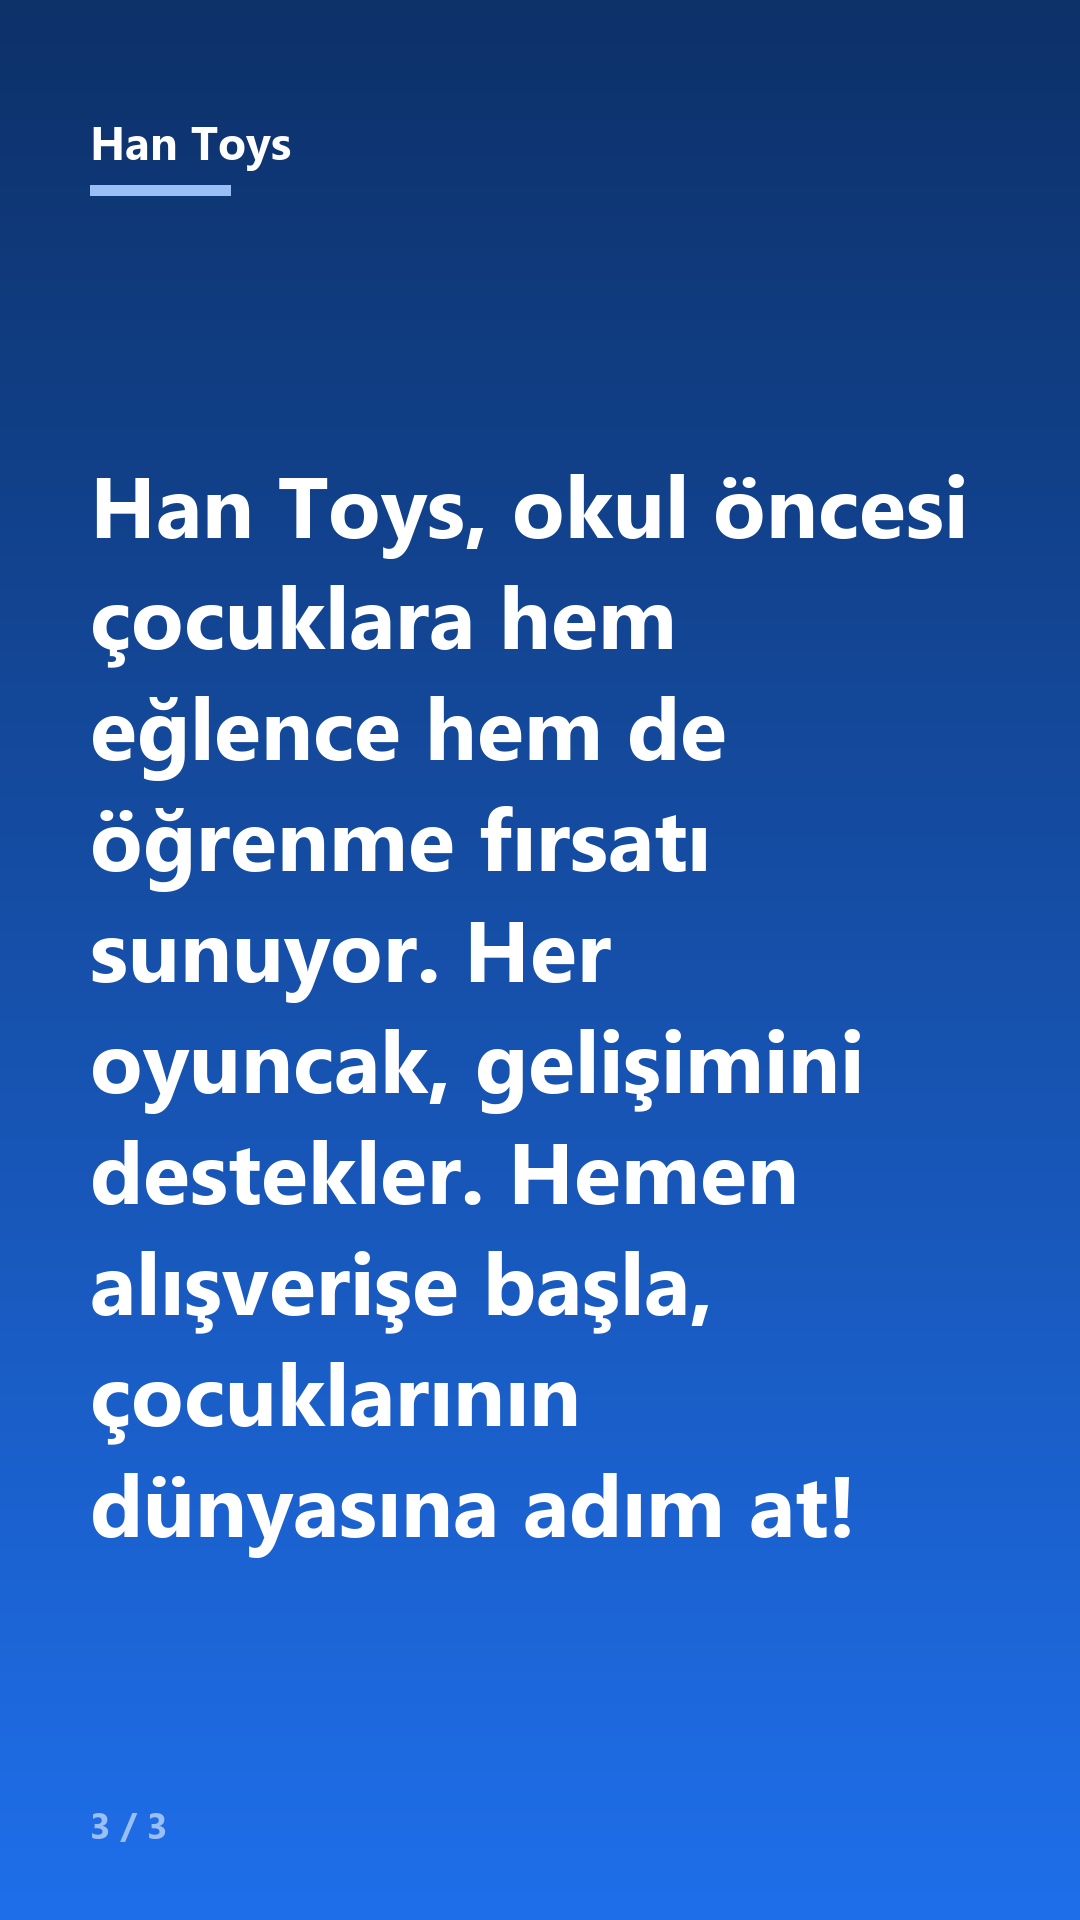 Han Toys
Han Toys, okul öncesi
çocuklara hem
eğlence hem de
öğrenme fırsatı
sunuyor. Her
oyuncak, gelişimini
destekler. Hemen
alışverişe başla,
çocuklarının
dünyasına adım at!
3 / 3